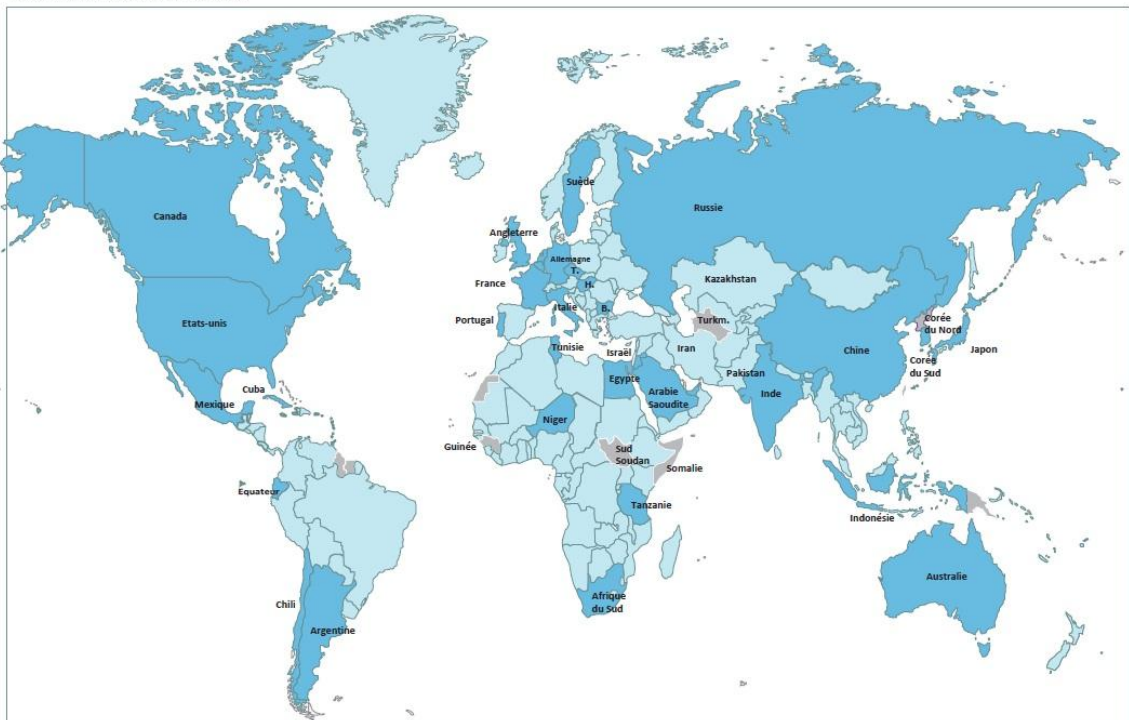 Canada
Etats-unis
Mexique
Cuba
Equateur
Chili
Argentine
Suède
Angleterre
Allemagne
T.
France
H.
Italie
B.
Portugal
Tunisie
Israël
Egypte
Arabie
Saoudite
Niger
Guinée
Sud
Soudan
Somalie
Tanzanie
Afrique
du Sud
Russie
Kazakhstan
Turkm.
Iran
Pakistan
Inde
Chine
Corée
du Nord
Corée
du Sud
Japon
Indonésie
Australie